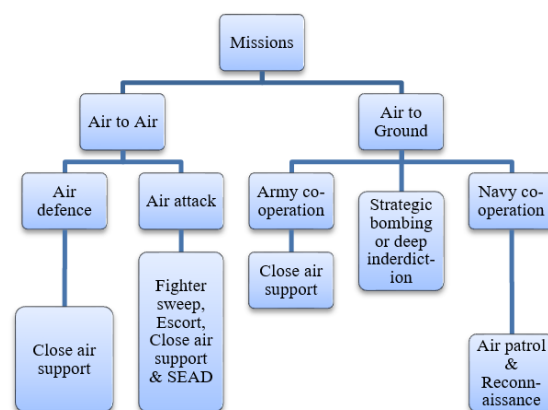 Missions
Air to Air
Air to
Ground
Air
defence
Air attack
Army co-
operation
Strategic
bombing
or deep
inderdict-
ion
Navy co-
operation
Close air
support
Fighter
sweep,
Escort,
Close air
support
& SEAD
Close air
support
Air patrol
&
Reconn-
aissance